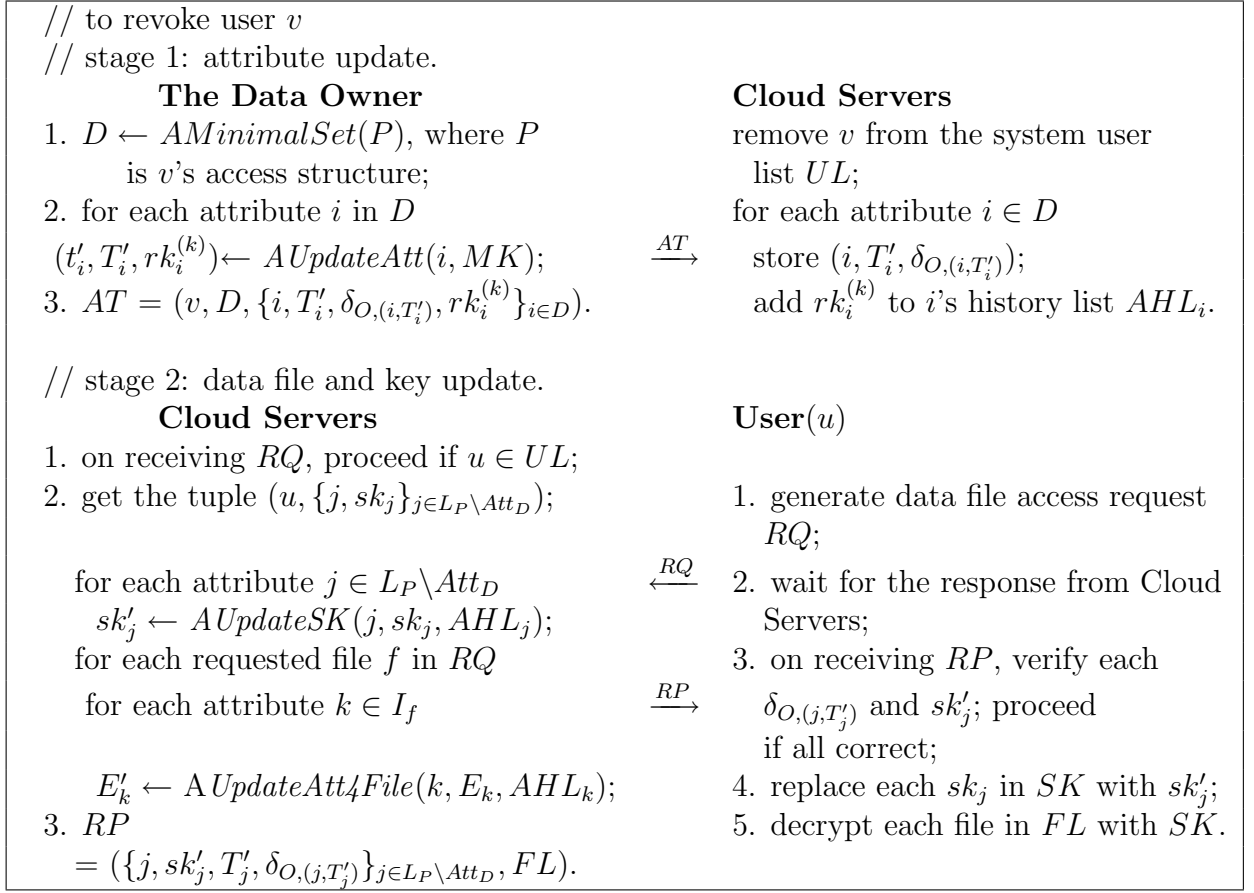 // to revoke user v
// stage 1: attribute update.
The Data Owner
1. D ← AMinimalSet(P), where P
is v's access structure;
2. for each attribute i in D
(t′_i, T′_i, rk_i^(k))← AUpdateAtt(i, MK);
3. AT = (v, D, {i, T′_i, δ_{O,(i,T′_i)}, rk_i^(k)}_{i∈D}).
Cloud Servers
remove v from the system user
list UL;
for each attribute i ∈ D
AT →
store (i, T′_i, δ_{O,(i,T′_i)});
add rk_i^(k) to i's history list AHL_i.
// stage 2: data file and key update.
Cloud Servers
1. on receiving RQ, proceed if u ∈ UL;
2. get the tuple (u, {j, sk_j}_{j∈L_P\Att_D});
for each attribute j ∈ L_P\Att_D
sk′_j ← AUpdateSK(j, sk_j, AHL_j);
for each requested file f in RQ
for each attribute k ∈ I_f
E′_k ← AUpdateAtt4File(k, E_k, AHL_k);
3. RP
= ({j, sk′_j, T′_j, δ_{O,(j,T′_j)}}_{j∈L_P\Att_D}, FL).
RQ ←
RP →
User(u)
1. generate data file access request
RQ;
2. wait for the response from Cloud
Servers;
3. on receiving RP, verify each
δ_{O,(j,T′_j)} and sk′_j; proceed
if all correct;
4. replace each sk_j in SK with sk′_j;
5. decrypt each file in FL with SK.